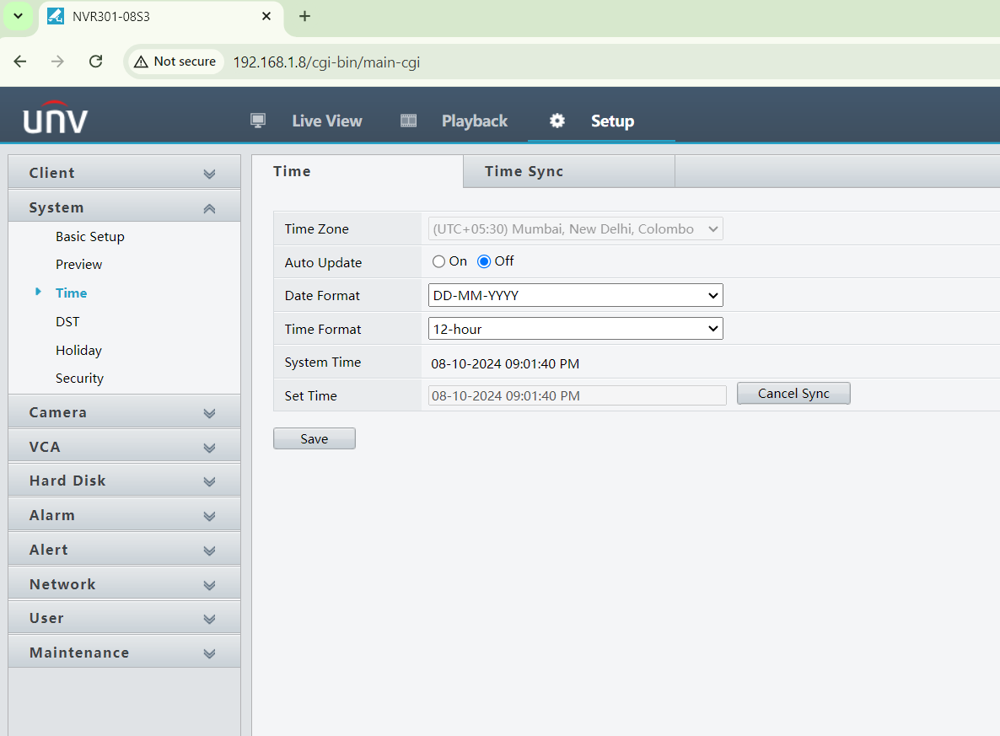 NVR301-08S3
Not secure
192.168.1.8/cgi-bin/main-cgi
unv
Live View
Playback
Setup
Client
System
Basic Setup
Preview
Time
DST
Holiday
Security
Camera
VCA
Hard Disk
Alarm
Alert
Network
User
Maintenance
Time
Time Sync
Time Zone (UTC+05:30) Mumbai, New Delhi, Colombo
Auto Update On Off
Date Format DD-MM-YYYY
Time Format 12-hour
System Time 08-10-2024 09:01:40 PM
Set Time 08-10-2024 09:01:40 PM Cancel Sync
Save